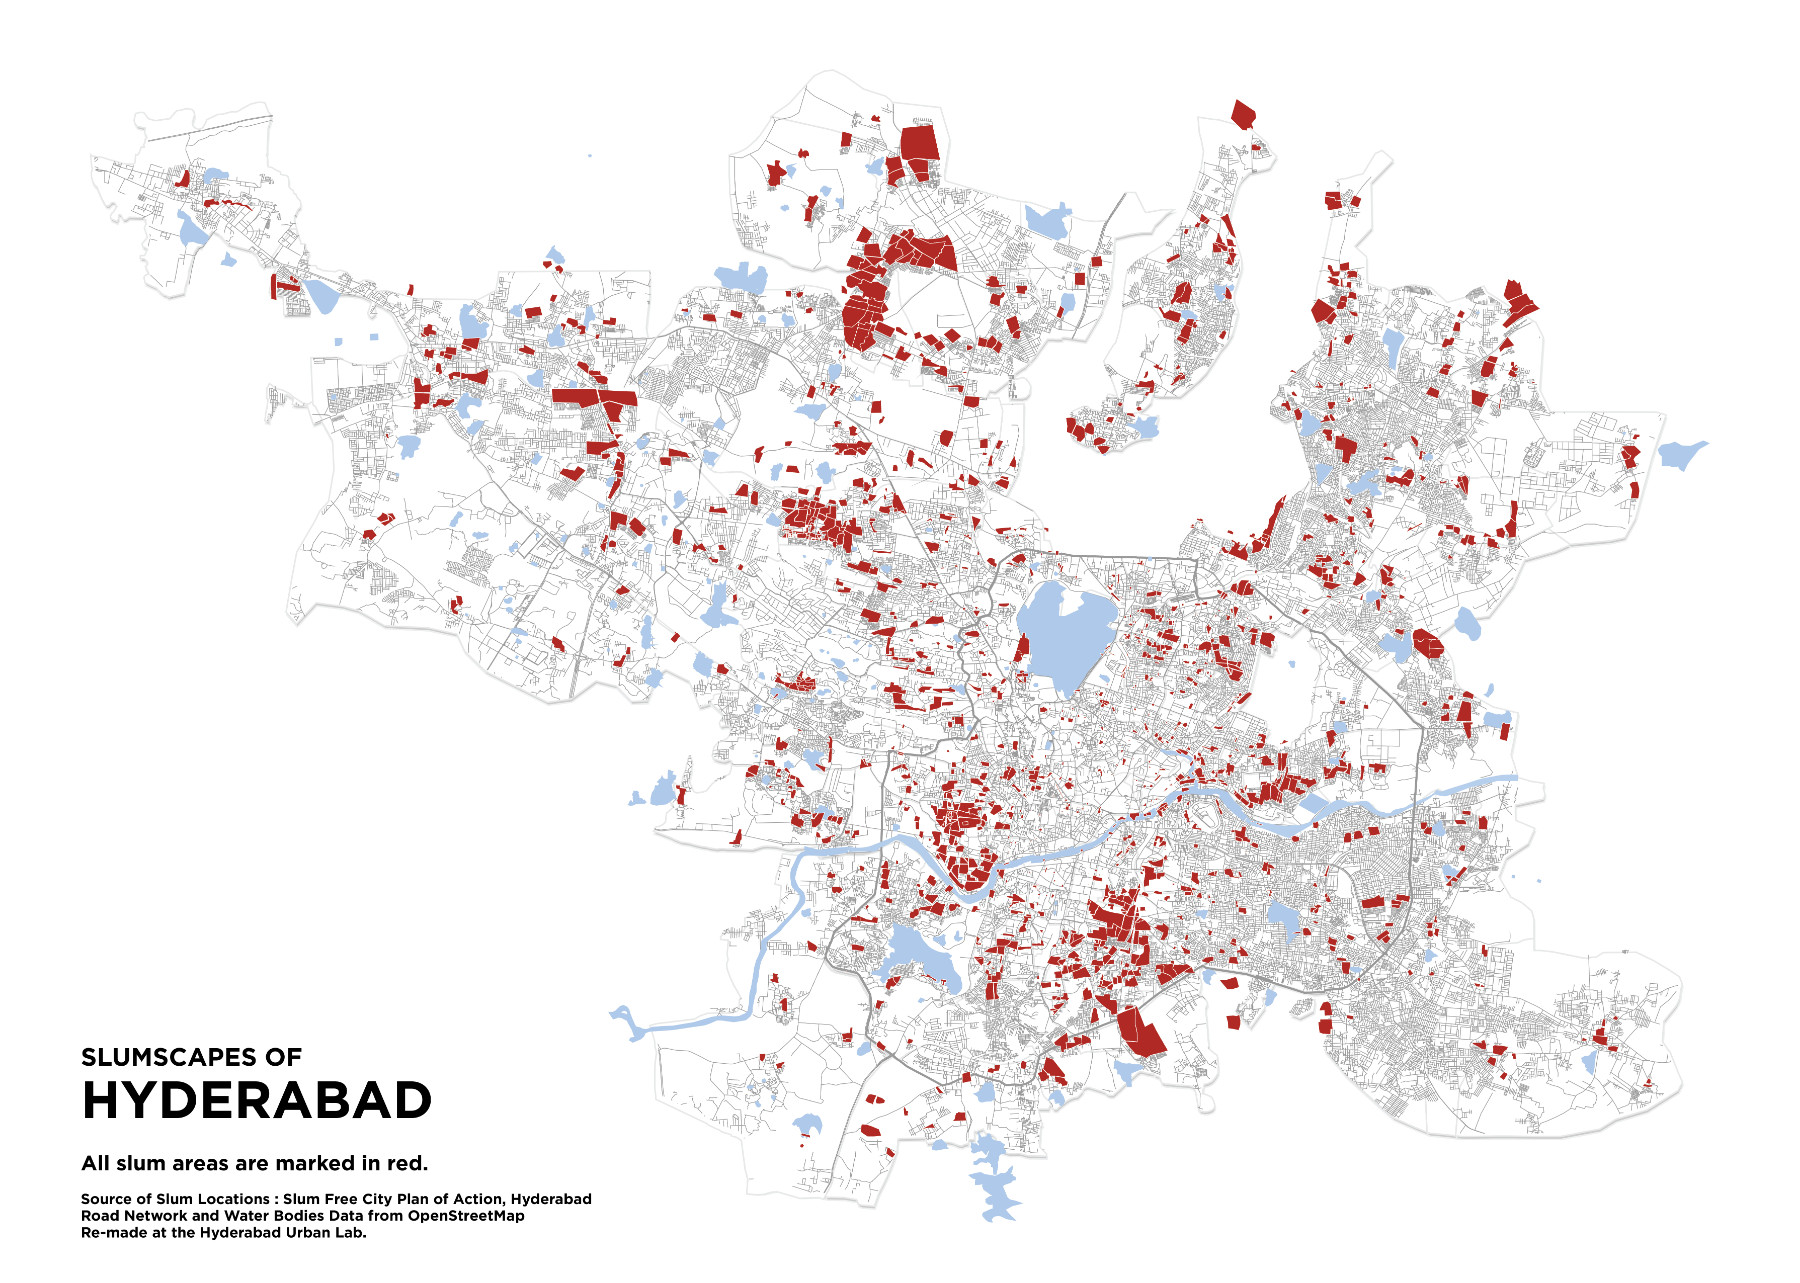 SLUMSCAPES OF
HYDERABAD
All slum areas are marked in red.
Source of Slum Locations : Slum Free City Plan of Action, Hyderabad
Road Network and Water Bodies Data from OpenStreetMap
Re-made at the Hyderabad Urban Lab.